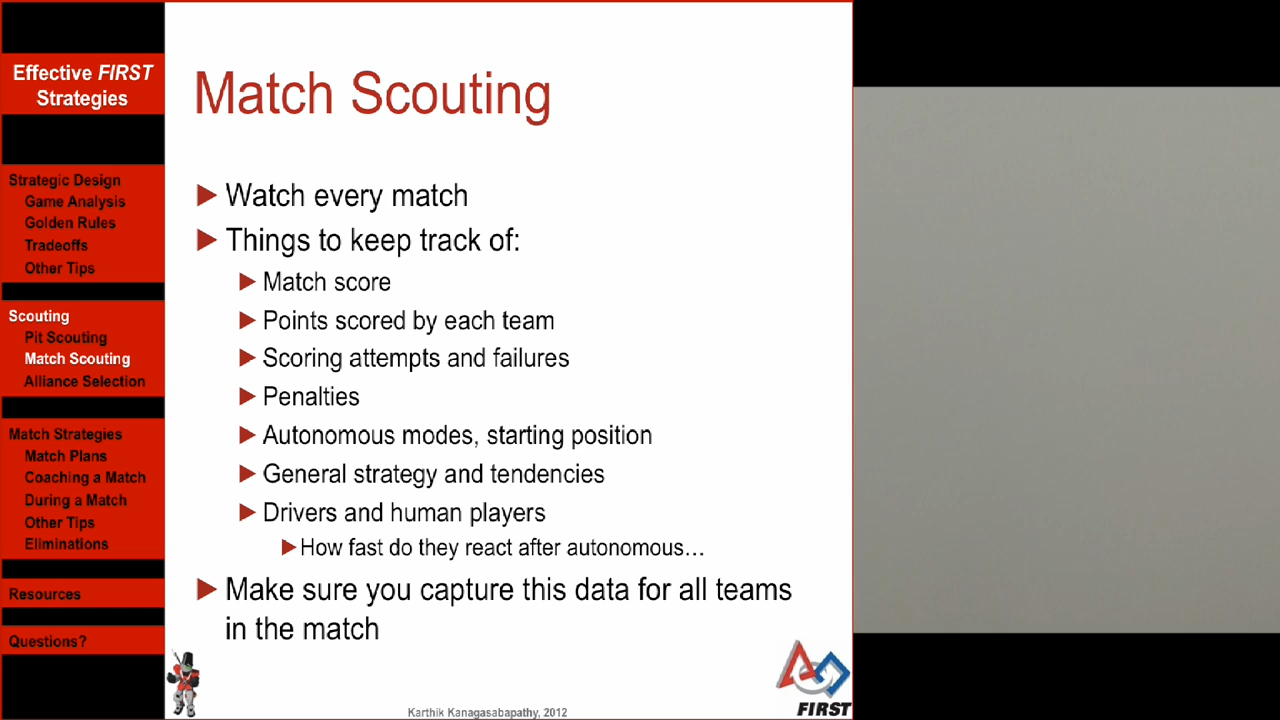 Effective FIRST
Strategies
Strategic Design
Game Analysis
Golden Rules
Tradeoffs
Other Tips
Scouting
Pit Scouting
Match Scouting
Alliance Selection
Match Strategies
Match Plans
Coaching a Match
During a Match
Other Tips
Eliminations
Resources
Questions?
Match Scouting
Watch every match
Things to keep track of:
Match score
Points scored by each team
Scoring attempts and failures
Penalties
Autonomous modes, starting position
General strategy and tendencies
Drivers and human players
How fast do they react after autonomous…
Make sure you capture this data for all teams
in the match
Karthik Kanagasabapathy, 2012
FIRST